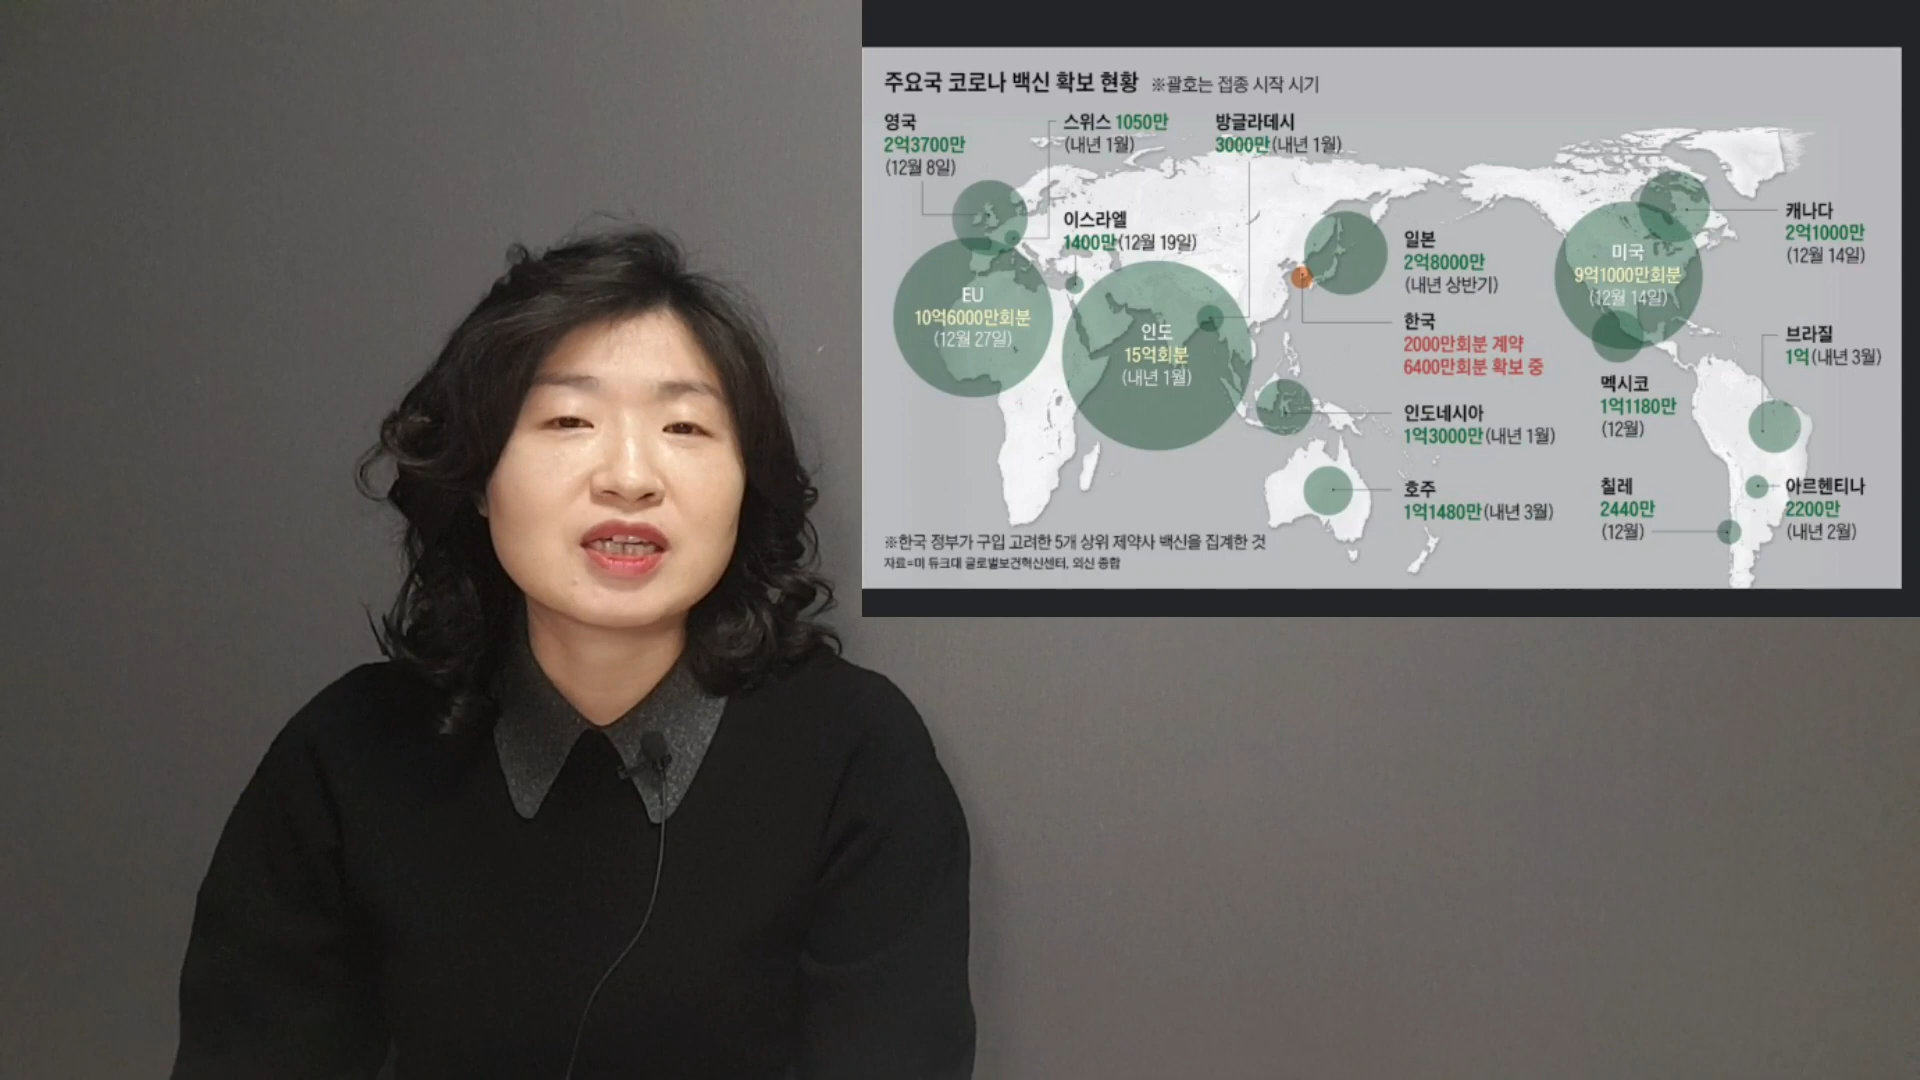 주요국 코로나 백신 확보 현황 ※괄호는 접종 시작 시기
영국
2억3700만
(12월 8일)
스위스 1050만
(내년 1월)
방글라데시
3000만(내년 1월)
이스라엘
1400만(12월 19일)
EU
10억6000만회분
(12월 27일)
인도
15억회분
(내년 1월)
일본
2억8000만
(내년 상반기)
한국
2000만회분 계약
6400만회분 확보 중
인도네시아
1억3000만(내년 1월)
호주
1억1480만(내년 3월)
미국
9억1000만회분
(12월 14일)
캐나다
2억1000만
(12월 14일)
멕시코
1억1180만
(12월)
브라질
1억(내년 3월)
칠레
2440만
(12월)
아르헨티나
2200만
(내년 2월)
※한국 정부가 구입 고려한 5개 상위 제약사 백신을 집계한 것
자료=미 듀크대 글로벌보건혁신센터, 외신 종합